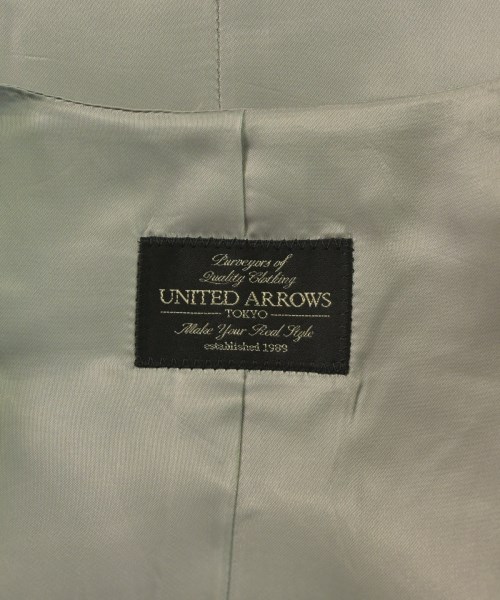 Purveyors of
Quality Clothing
UNITED ARROWS
TOKYO
Make Your Real Style
established 1989